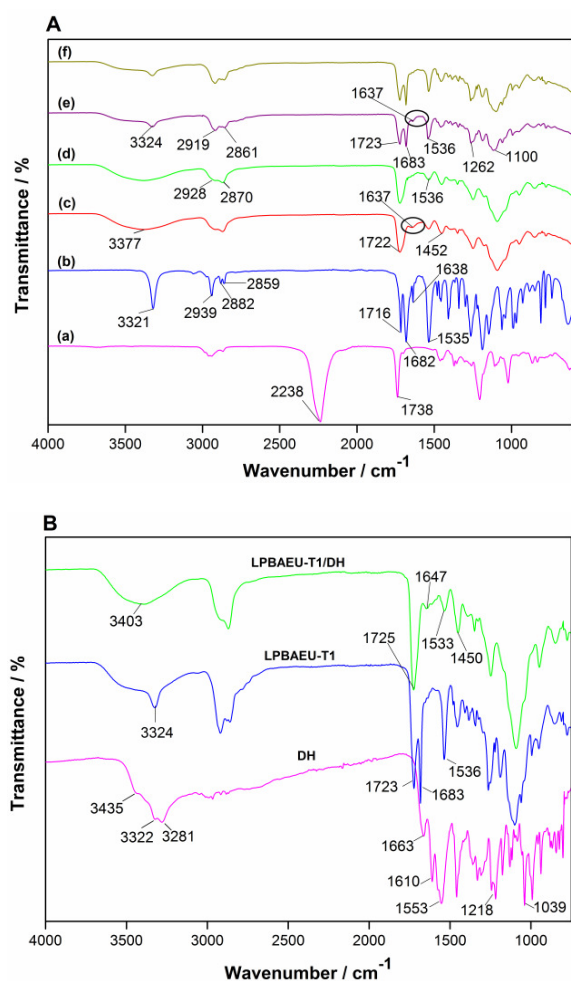 A
(f)
1637
(e)
3324
2919
2861
1723
1683
1536
1262
1100
(d)
2928
2870
1637
1536
(c)
3377
1722
1452
(b)
2859
1638
3321
2939
2882
1716
1535
1682
(a)
2238
1738
Transmittance / %
4000 3500 3000 2500 2000 1500 1000
Wavenumber / cm-1
B
LPBAEU-T1/DH
1647
3403
1533
1725
1450
LPBAEU-T1
3324
DH
1723
1536
1683
3435
3322
3281
1663
1610
1553
1218
1039
Transmittance / %
4000 3500 3000 2500 2000 1500 1000
Wavenumber / cm-1